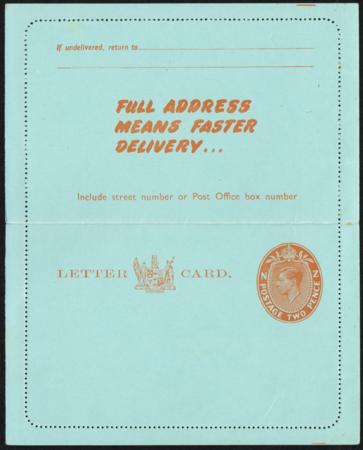 If undelivered, return to
FULL ADDRESS
MEANS FASTER
DELIVERY...
Include street number or Post Office box number
LETTER CARD.
N Z
POSTAGE TWO PENCE